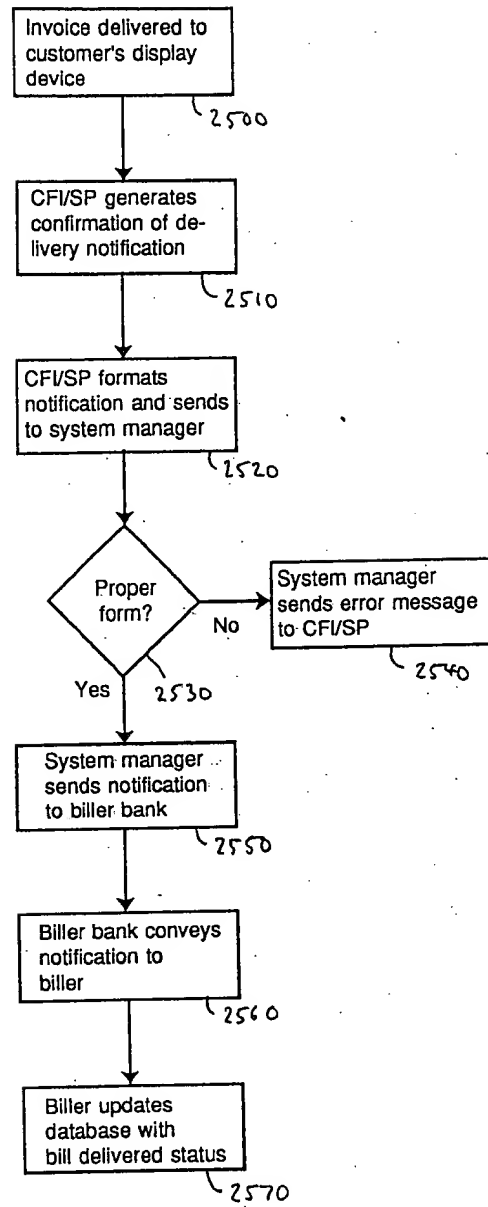 Invoice delivered to
customer's display
device
2500
CFI/SP generates
confirmation of de-
livery notification
2510
CFI/SP formats
notification and sends
to system manager
2520
Proper
form?
No
System manager
sends error message
to CFI/SP
2540
Yes
2530
System manager
sends notification
to biller bank
2550
Biller bank conveys
notification to
biller
2560
Biller updates
database with
bill delivered status
2570